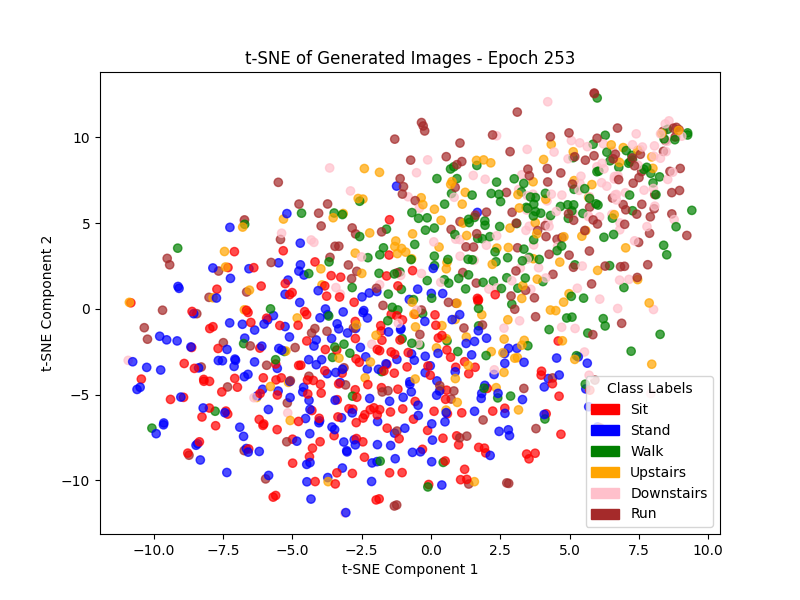 t-SNE of Generated Images - Epoch 253
t-SNE Component 2
10
5
0
−5
−10
Class Labels
Sit
Stand
Walk
Upstairs
Downstairs
Run
−10.0 −7.5 −5.0 −2.5 0.0 2.5 5.0 7.5 10.0
t-SNE Component 1